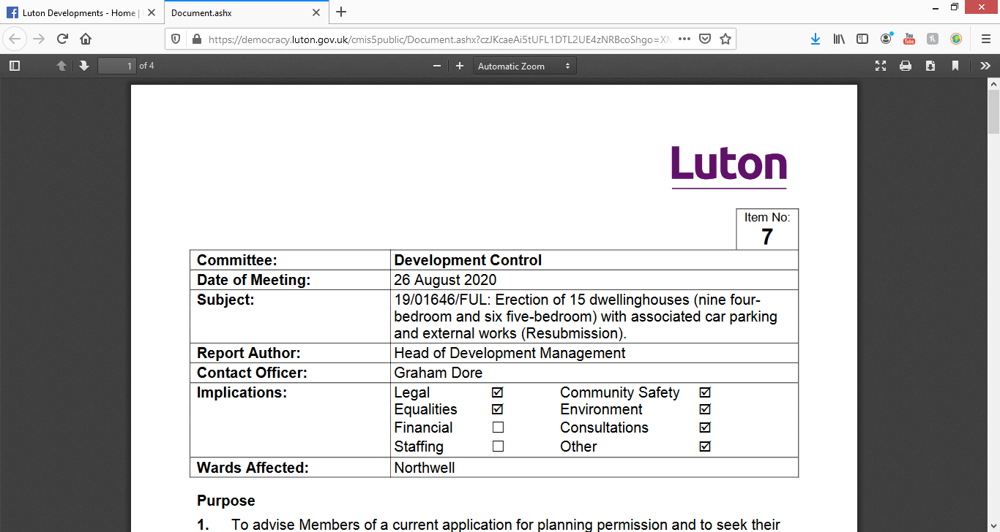 Luton Developments - Home |
Document.ashx
https://democracy.luton.gov.uk/cmis5public/Document.ashx?czJKcaeAi5tUFL1DTL2UE4zNRBcoShgo=XN
You
Tube
1 of 4
Automatic Zoom
Luton
Item No:
7
Committee: Development Control
Date of Meeting: 26 August 2020
Subject: 19/01646/FUL: Erection of 15 dwellinghouses (nine four-
bedroom and six five-bedroom) with associated car parking
and external works (Resubmission).
Report Author: Head of Development Management
Contact Officer: Graham Dore
Implications: Legal ☑ Community Safety ☑
Equalities ☑ Environment ☑
Financial ☐ Consultations ☑
Staffing ☐ Other ☑
Wards Affected: Northwell
Purpose
1. To advise Members of a current application for planning permission and to seek their